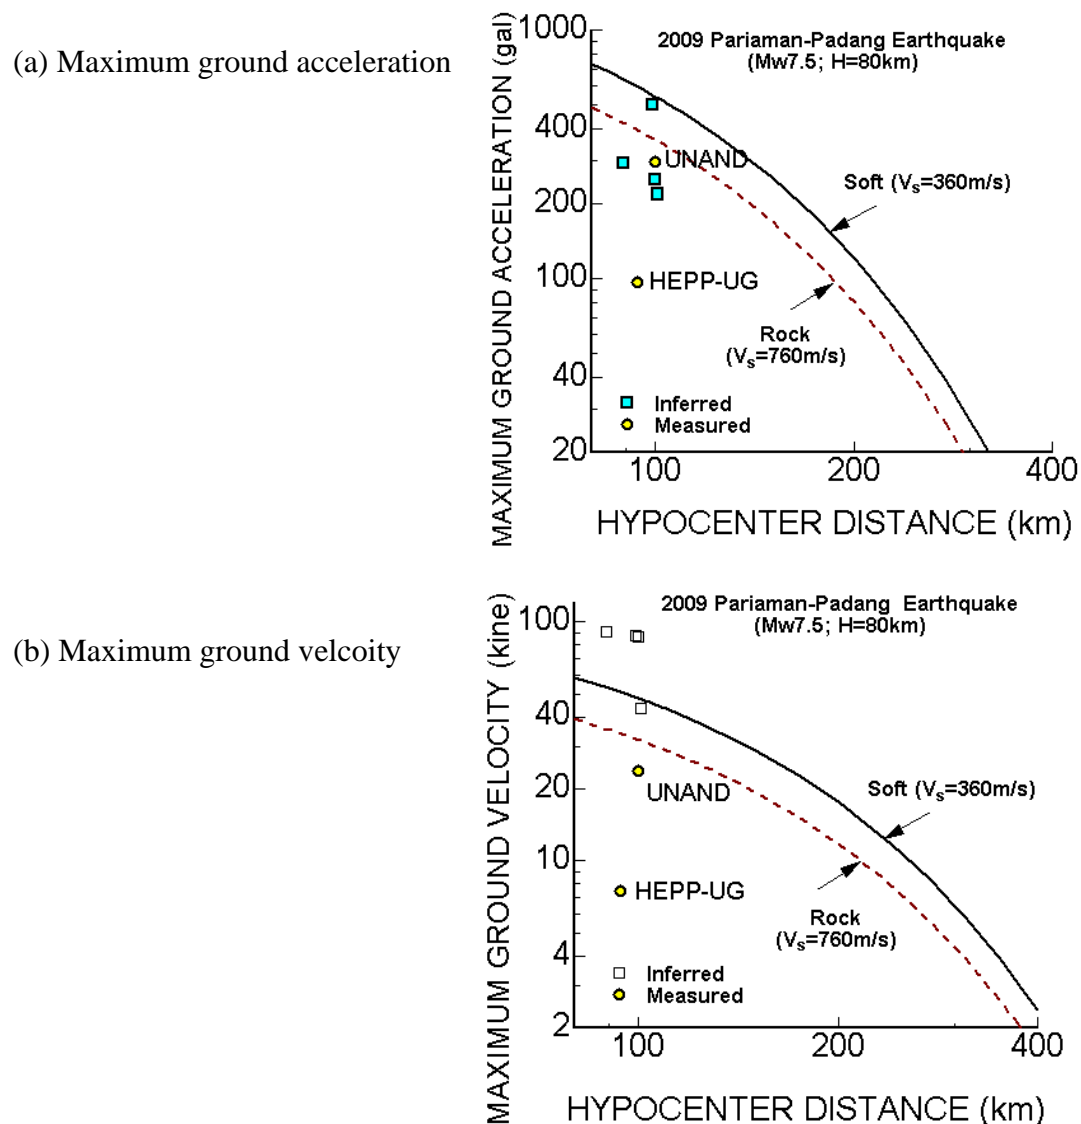 (a) Maximum ground acceleration
MAXIMUM GROUND ACCELERATION (gal)
1000
400
200
100
40
20
2009 Pariaman-Padang Earthquake
(Mw7.5; H=80km)
UNAND
Soft (Vs=360m/s)
HEPP-UG
Rock
(Vs=760m/s)
Inferred
Measured
100 200 400
HYPOCENTER DISTANCE (km)
(b) Maximum ground velcoity
MAXIMUM GROUND VELOCITY (kine)
100
40
20
10
4
2
2009 Pariaman-Padang Earthquake
(Mw7.5; H=80km)
UNAND
Soft (Vs=360m/s)
HEPP-UG
Rock
(Vs=760m/s)
Inferred
Measured
100 200 400
HYPOCENTER DISTANCE (km)